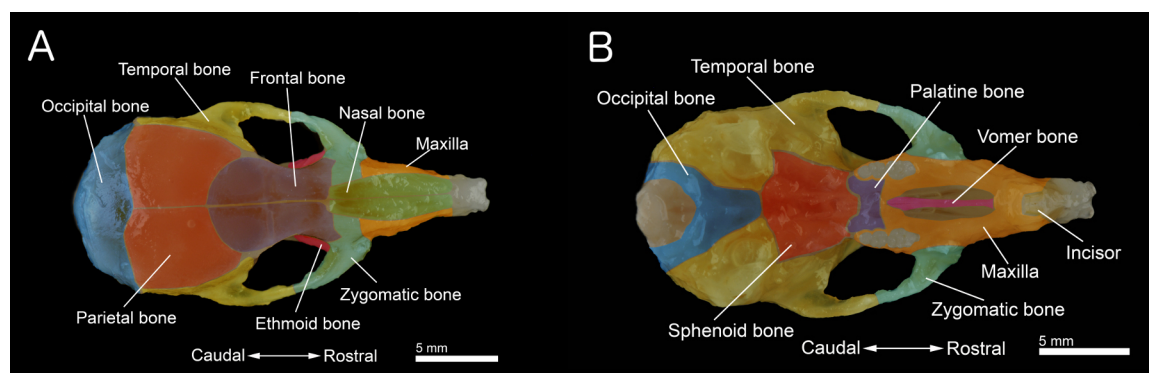 A
Temporal bone
Frontal bone
Occipital bone
Nasal bone
Maxilla
Zygomatic bone
Parietal bone
Ethmoid bone
Caudal
Rostral
5 mm
B
Temporal bone
Palatine bone
Occipital bone
Vomer bone
Incisor
Maxilla
Zygomatic bone
Sphenoid bone
Caudal
Rostral
5 mm